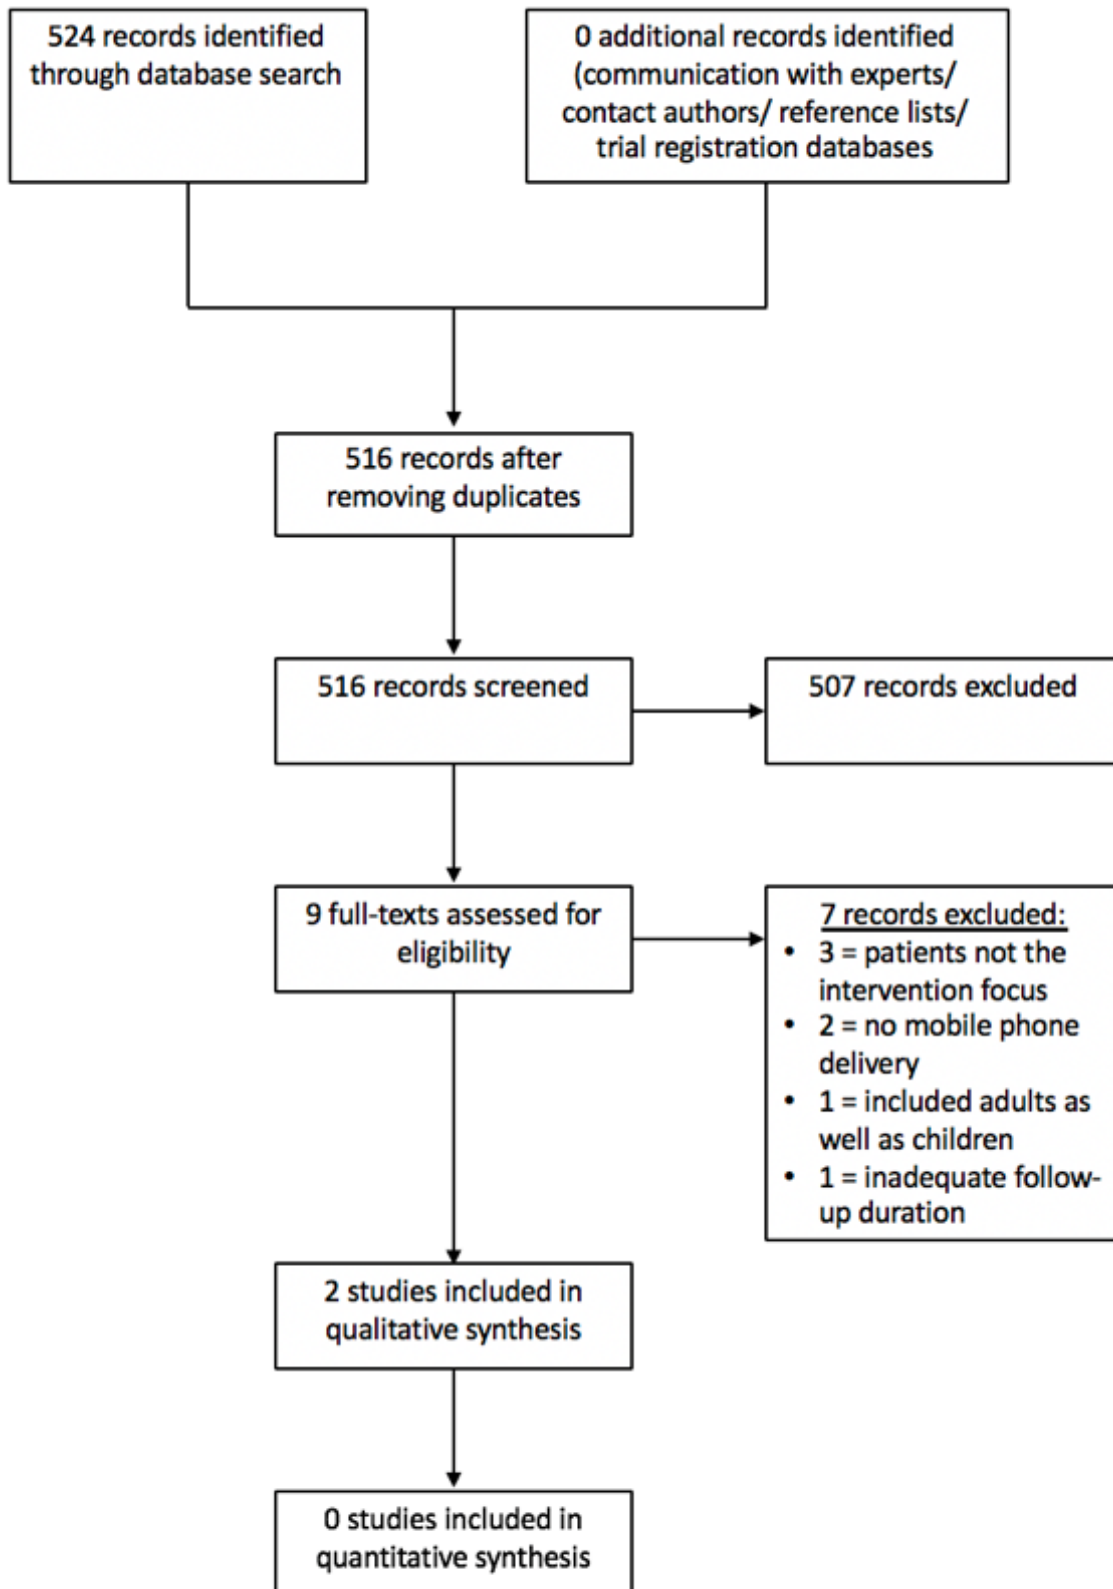 524 records identified
through database search
0 additional records identified
(communication with experts/
contact authors/ reference lists/
trial registration databases
516 records after
removing duplicates
516 records screened
507 records excluded
9 full-texts assessed for
eligibility
7 records excluded:
• 3 = patients not the
intervention focus
• 2 = no mobile phone
delivery
• 1 = included adults as
well as children
• 1 = inadequate follow-
up duration
2 studies included in
qualitative synthesis
0 studies included in
quantitative synthesis